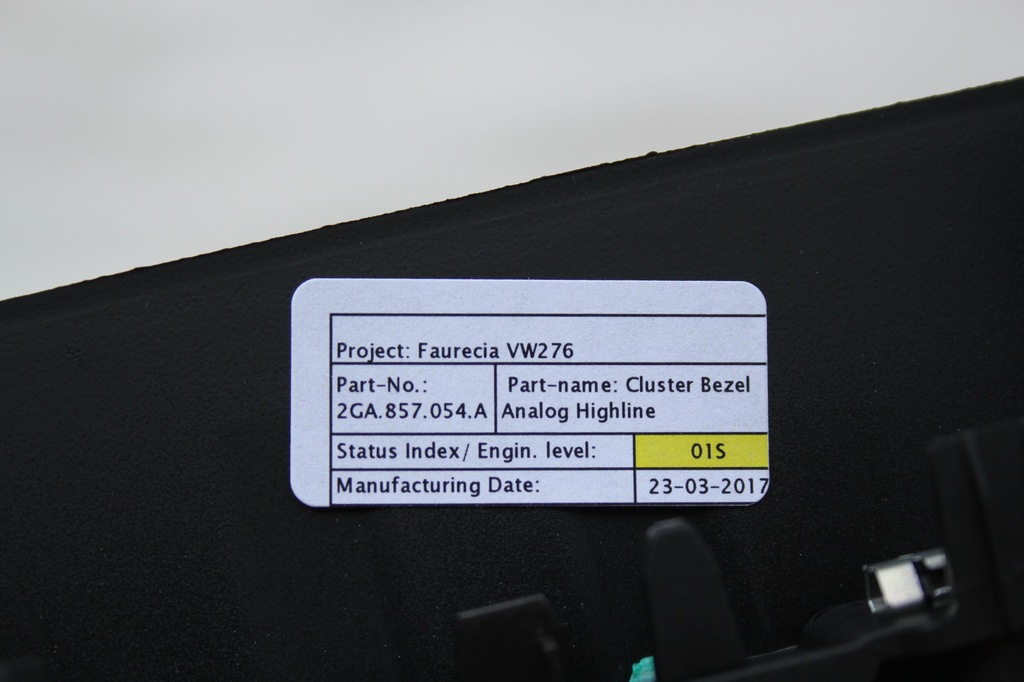 Project: Faurecia VW276
Part-No.:
2GA.857.054.A
Part-name: Cluster Bezel
Analog Highline
Status Index/ Engin. level: 01S
Manufacturing Date: 23-03-2017